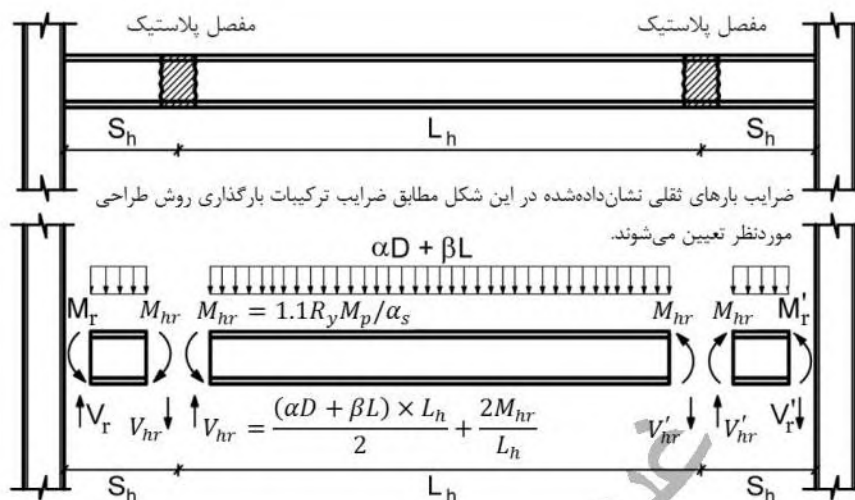 مفصل پلاستیک مفصل پلاستیک
S_h L_h S_h
ضرایب بارهای ثقلی نشان‌داده‌شده در این شکل مطابق ضرایب ترکیبات بارگذاری روش طراحی
موردنظر تعیین می‌شوند.
αD + βL
M_r M_hr M_hr = 1.1R_yM_p/α_s M_hr M_hr M'_r
V_r V_hr V_hr = (αD + βL) × L_h / 2 + 2M_hr / L_h V'_hr V'_hr V'_r
S_h L_h S_h